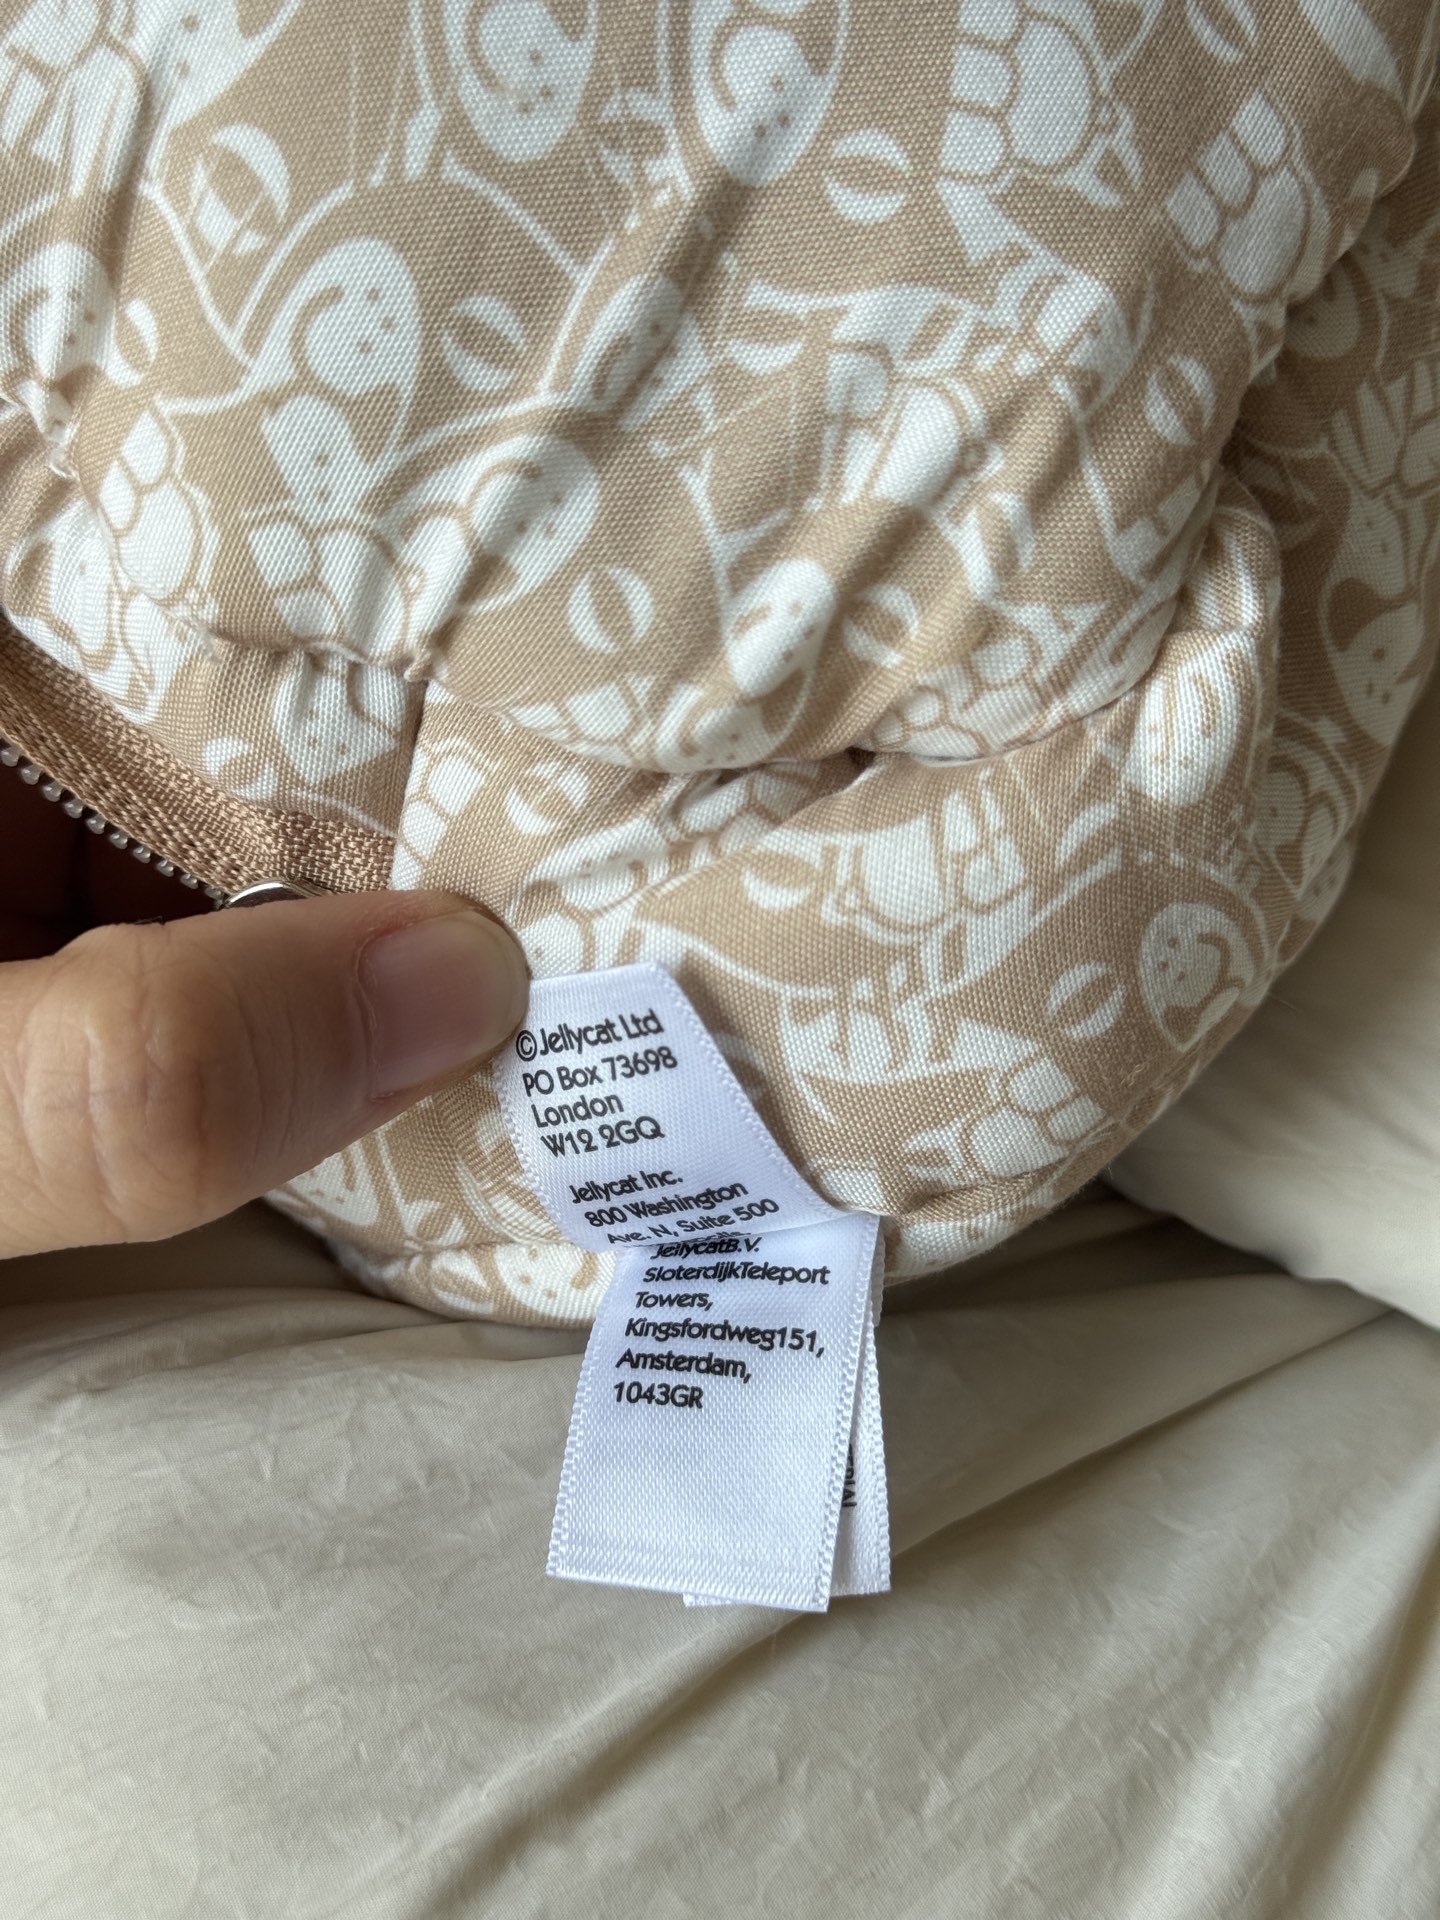 ©Jellycat Ltd
PO Box 73698
London
W12 2GQ
Jellycat Inc.
800 Washington
Ave. N, Suite 500
JellycatB.V.
SloterdijkTeleport
Towers,
Kingsfordweg151,
Amsterdam,
1043GR